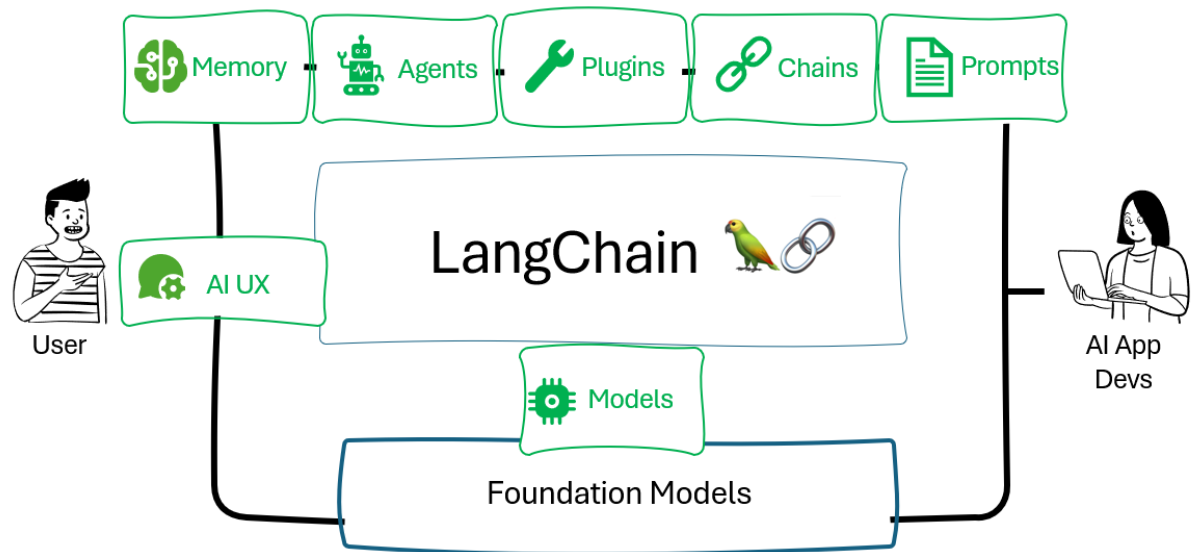 Memory
Agents
Plugins
Chains
Prompts
LangChain
AI UX
User
AI App
Devs
Models
Foundation Models